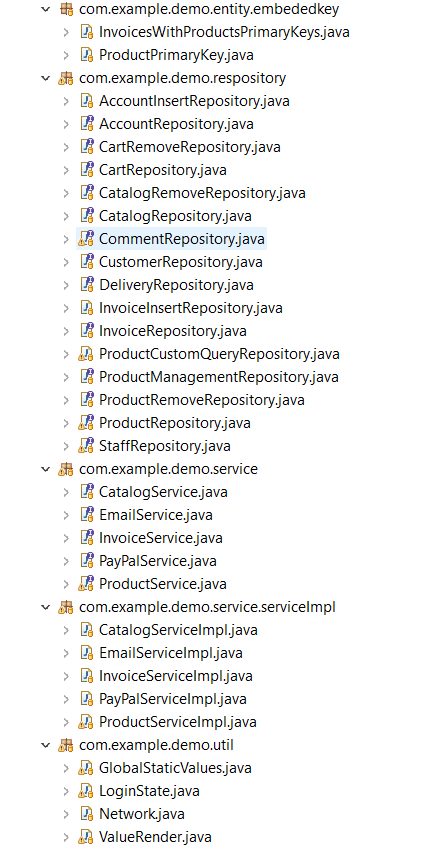 com.example.demo.entity.embededkey
InvoicesWithProductsPrimaryKeys.java
ProductPrimaryKey.java
com.example.demo.respository
AccountInsertRepository.java
AccountRepository.java
CartRemoveRepository.java
CartRepository.java
CatalogRemoveRepository.java
CatalogRepository.java
CommentRepository.java
CustomerRepository.java
DeliveryRepository.java
InvoiceInsertRepository.java
InvoiceRepository.java
ProductCustomQueryRepository.java
ProductManagementRepository.java
ProductRemoveRepository.java
ProductRepository.java
StaffRepository.java
com.example.demo.service
CatalogService.java
EmailService.java
InvoiceService.java
PayPalService.java
ProductService.java
com.example.demo.service.serviceImpl
CatalogServiceImpl.java
EmailServiceImpl.java
InvoiceServiceImpl.java
PayPalServiceImpl.java
ProductServiceImpl.java
com.example.demo.util
GlobalStaticValues.java
LoginState.java
Network.java
ValueRender.java